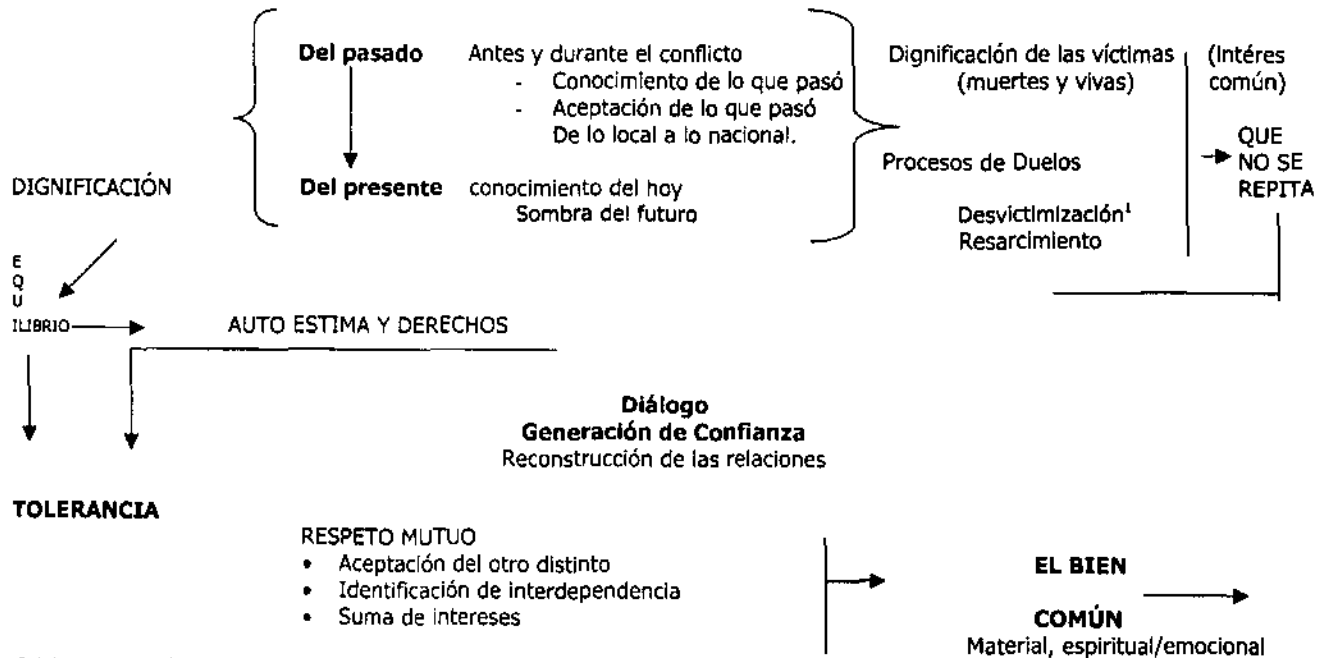 Del pasado Antes y durante el conflicto
- Conocimiento de lo que pasó
- Aceptación de lo que pasó
De lo local a lo nacional.
DIGNIFICACIÓN
Del presente conocimiento del hoy
Sombra del futuro
Dignificación de las víctimas
(muertes y vivas)
Procesos de Duelos
Desvictimización¹
Resarcimiento
(Intéres
común)
QUE
NO SE
REPITA
E
Q
U
ILIBRIO
AUTO ESTIMA Y DERECHOS
Diálogo
Generación de Confianza
Reconstrucción de las relaciones
TOLERANCIA
RESPETO MUTUO
• Aceptación del otro distinto
• Identificación de interdependencia
• Suma de intereses
EL BIEN
COMÚN
Material, espiritual/emocional